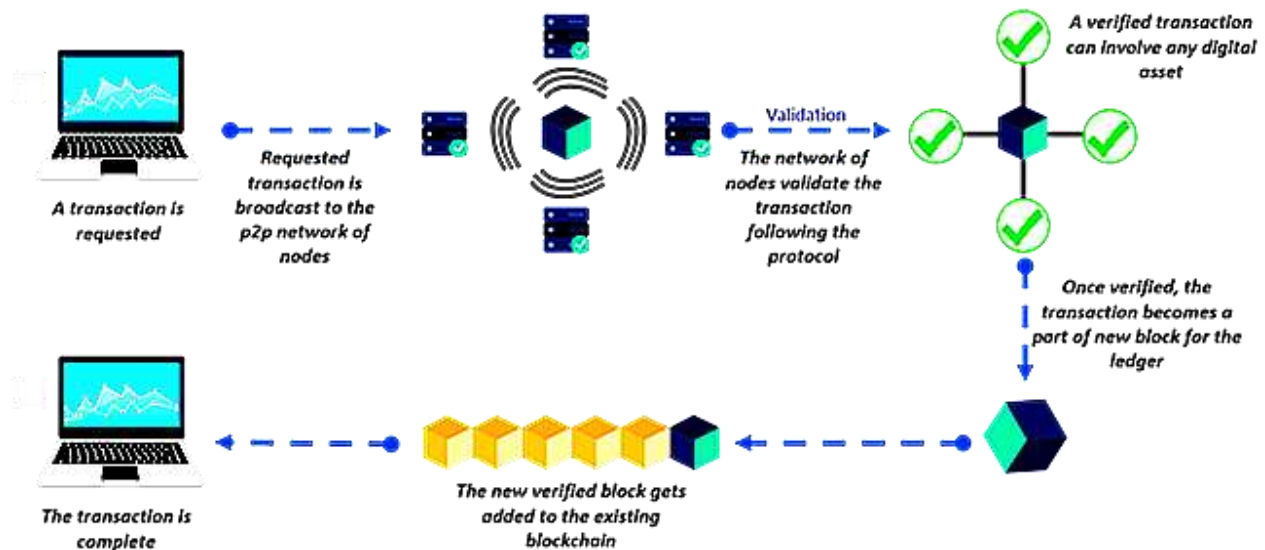 A transaction is
requested
Requested
transaction is
broadcast to the
p2p network of
nodes
Validation
The network of
nodes validate the
transaction
following the
protocol
A verified transaction
can involve any digital
asset
Once verified, the
transaction becomes a
part of new block for the
ledger
The new verified block gets
added to the existing
blockchain
The transaction is
complete